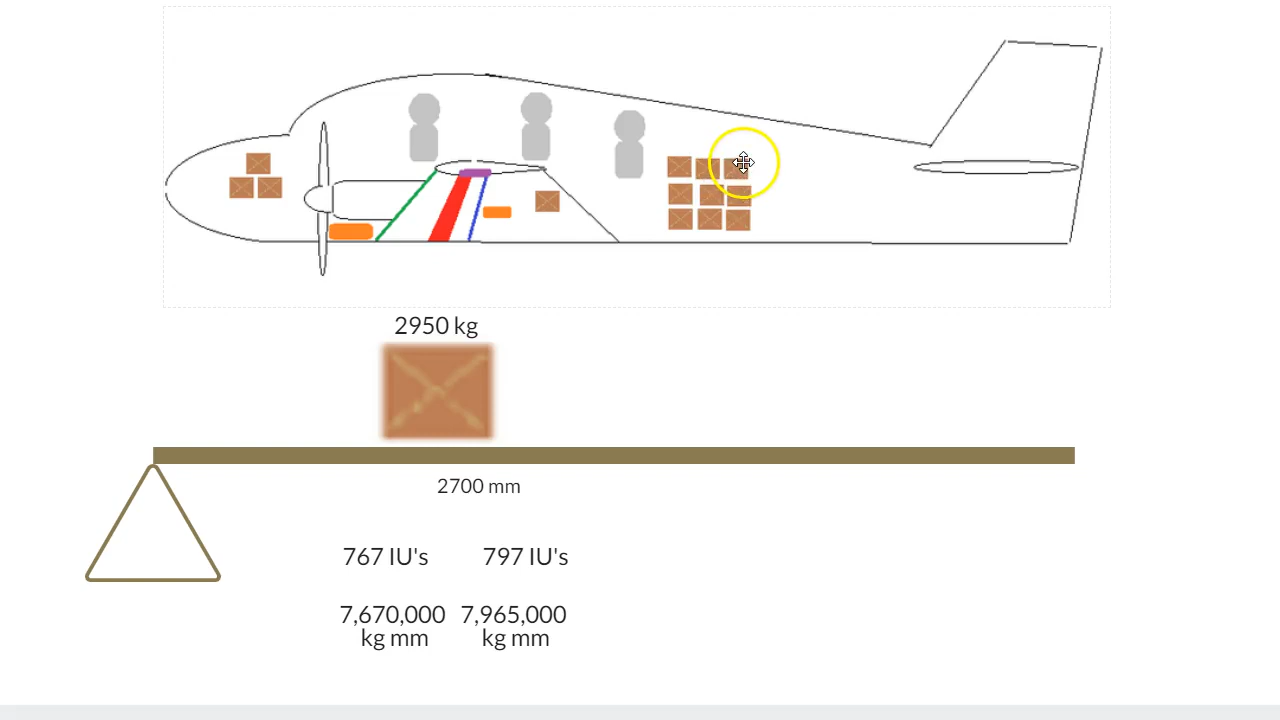 2950 kg
2700 mm
767 IU's 797 IU's
7,670,000 7,965,000
kg mm kg mm